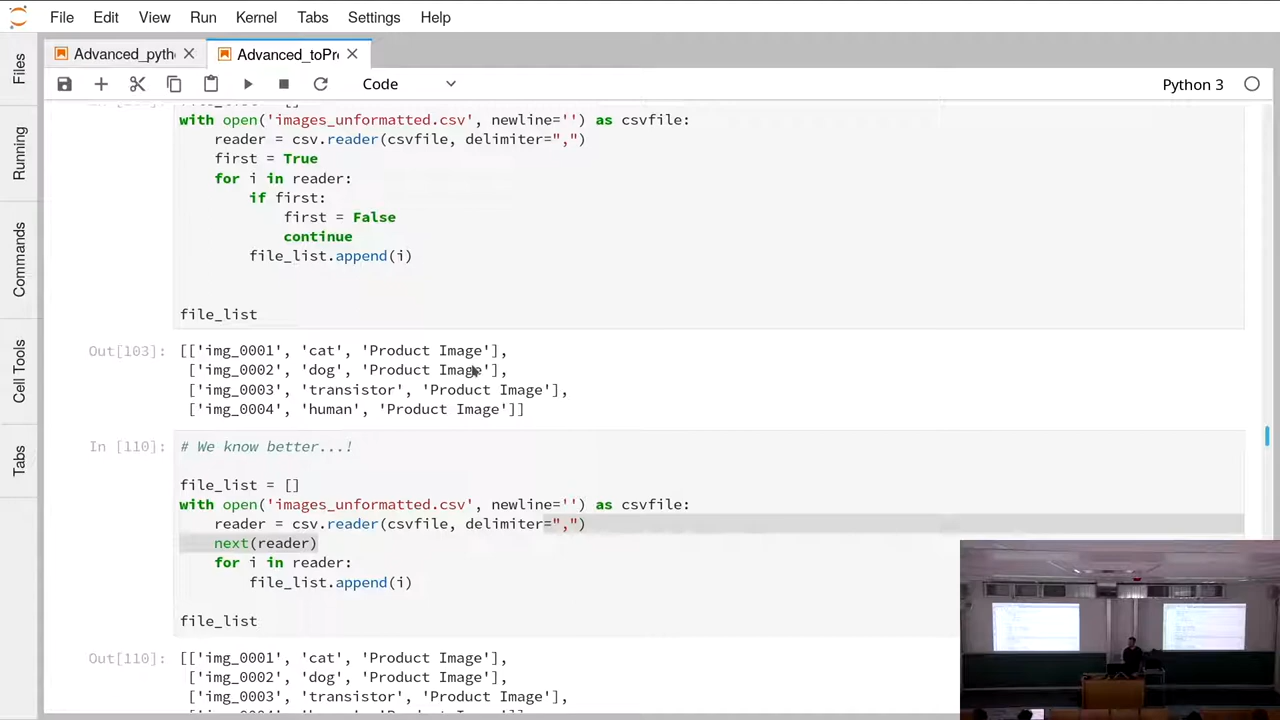 File Edit View Run Kernel Tabs Settings Help
Advanced_pyth
Advanced_toPr
Code
Python 3
Files
Running
Commands
Cell Tools
Tabs
with open('images_unformatted.csv', newline='') as csvfile:
reader = csv.reader(csvfile, delimiter=",")
first = True
for i in reader:
if first:
first = False
continue
file_list.append(i)
file_list
Out[103]: [['img_0001', 'cat', 'Product Image'],
['img_0002', 'dog', 'Product Image'],
['img_0003', 'transistor', 'Product Image'],
['img_0004', 'human', 'Product Image']]
In [110]: # We know better...!
file_list = []
with open('images_unformatted.csv', newline='') as csvfile:
reader = csv.reader(csvfile, delimiter=",")
next(reader)
for i in reader:
file_list.append(i)
file_list
Out[110]: [['img_0001', 'cat', 'Product Image'],
['img_0002', 'dog', 'Product Image'],
['img_0003', 'transistor', 'Product Image'],